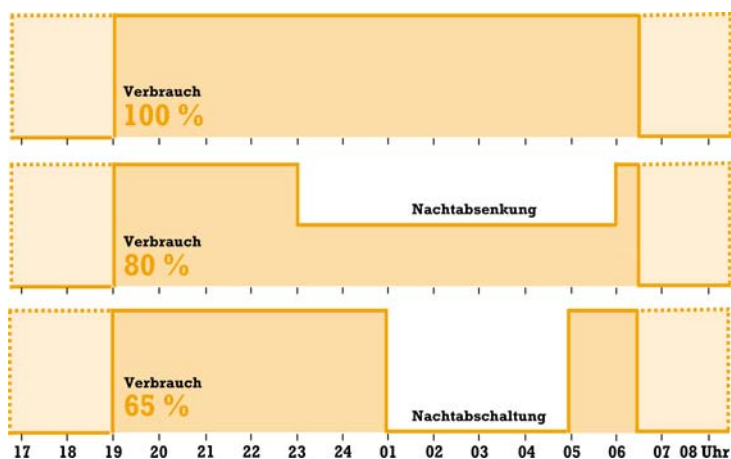 Verbrauch
100 %
Nachtabsenkung
Verbrauch
80 %
Verbrauch
65 %
Nachtabschaltung
17 18 19 20 21 22 23 24 01 02 03 04 05 06 07 08 Uhr